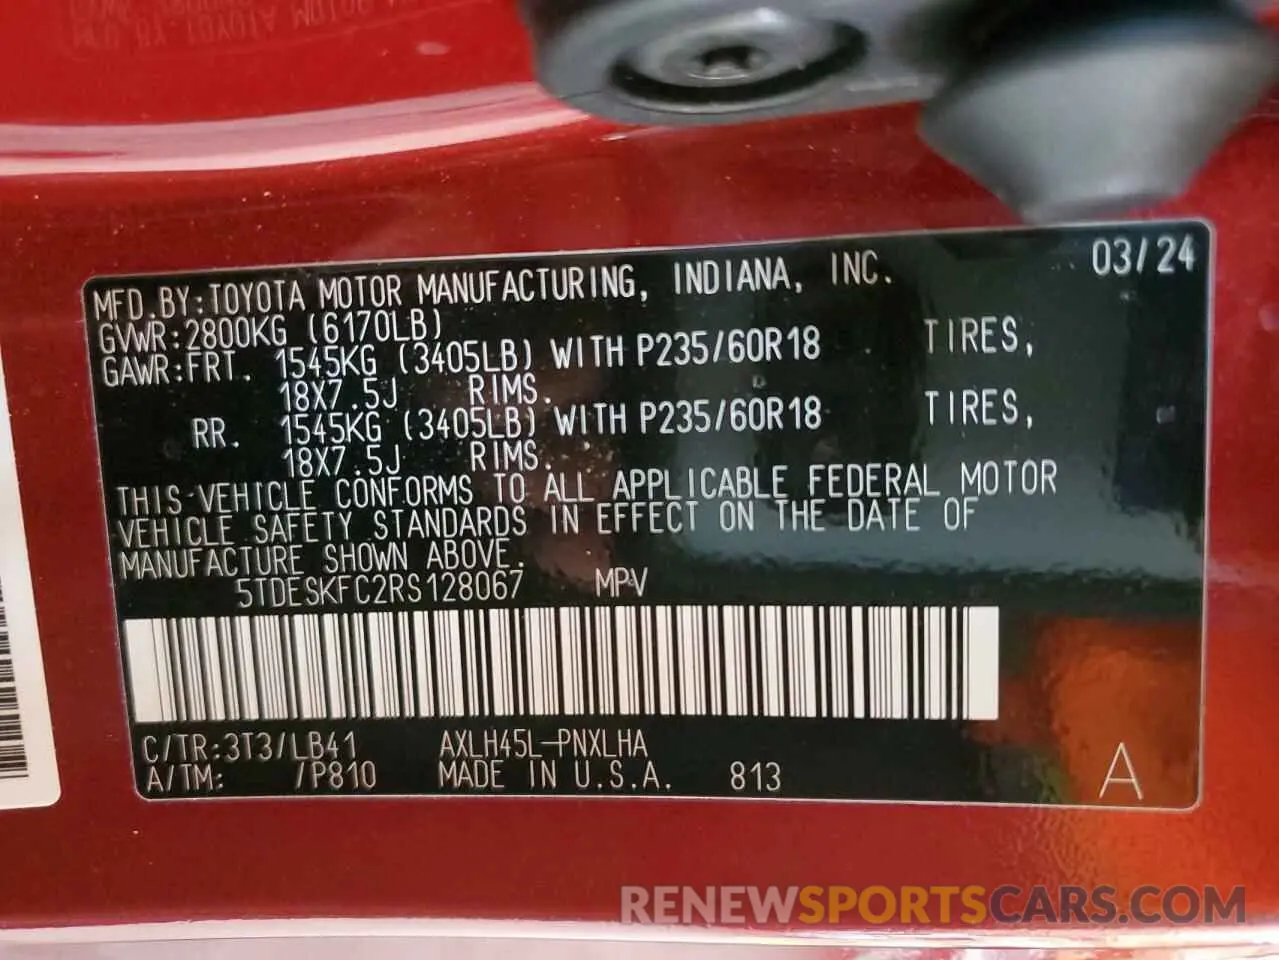 MFD.BY:TOYOTA MOTOR MANUFACTURING, INDIANA, INC. 03/24
GVWR:2800KG (6170LB)
GAWR:FRT. 1545KG (3405LB) WITH P235/60R18 TIRES,
18X7.5J RIMS.
RR. 1545KG (3405LB) WITH P235/60R18 TIRES,
18X7.5J RIMS.
THIS VEHICLE CONFORMS TO ALL APPLICABLE FEDERAL MOTOR
VEHICLE SAFETY STANDARDS IN EFFECT ON THE DATE OF
MANUFACTURE SHOWN ABOVE.
5TDESKFC2RS128067 MPV
C/TR:3T3/LB41 AXLH45L-PNXLHA
A/TM: /P810 MADE IN U.S.A. 813 A
RENEWSPORTSCARS.COM